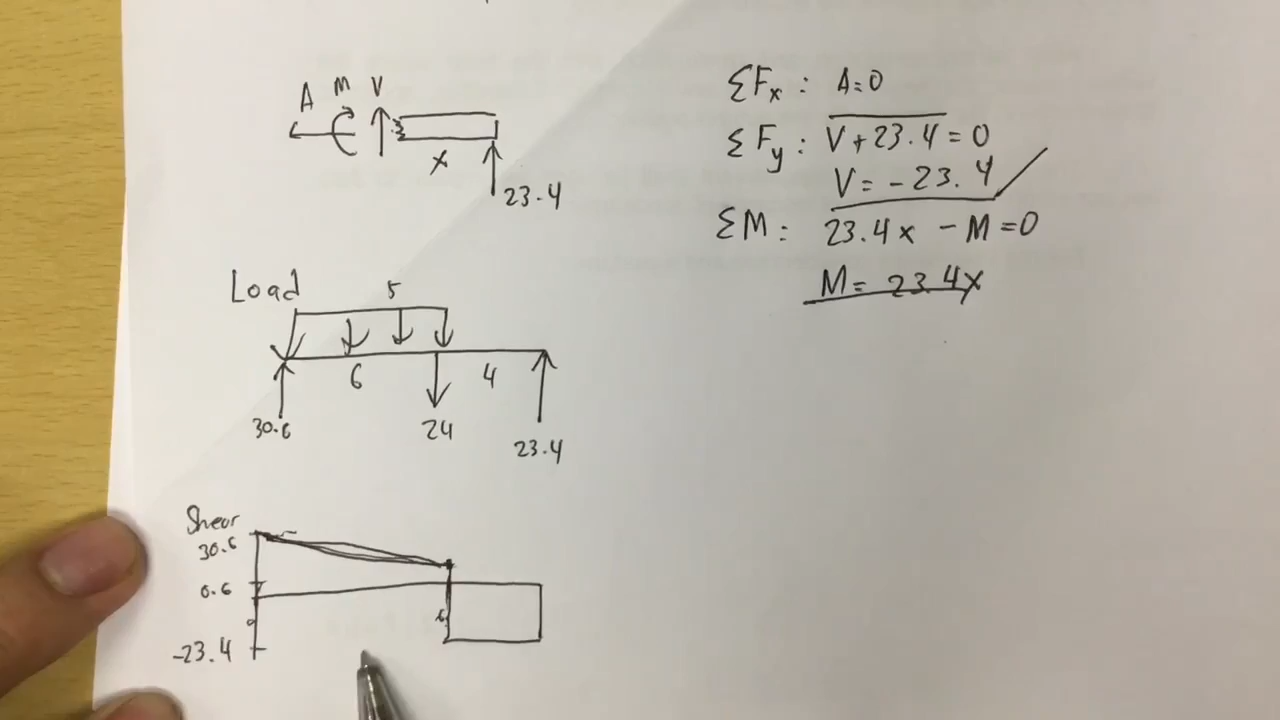 A M V
x
23.4
ΣFx : A=0
ΣFy : V+23.4=0
V=-23.4
ΣM : 23.4x -M=0
M= 23.4x
Load 5
6 4
30.6 24 23.4
Shear
30.6
0.6
-23.4